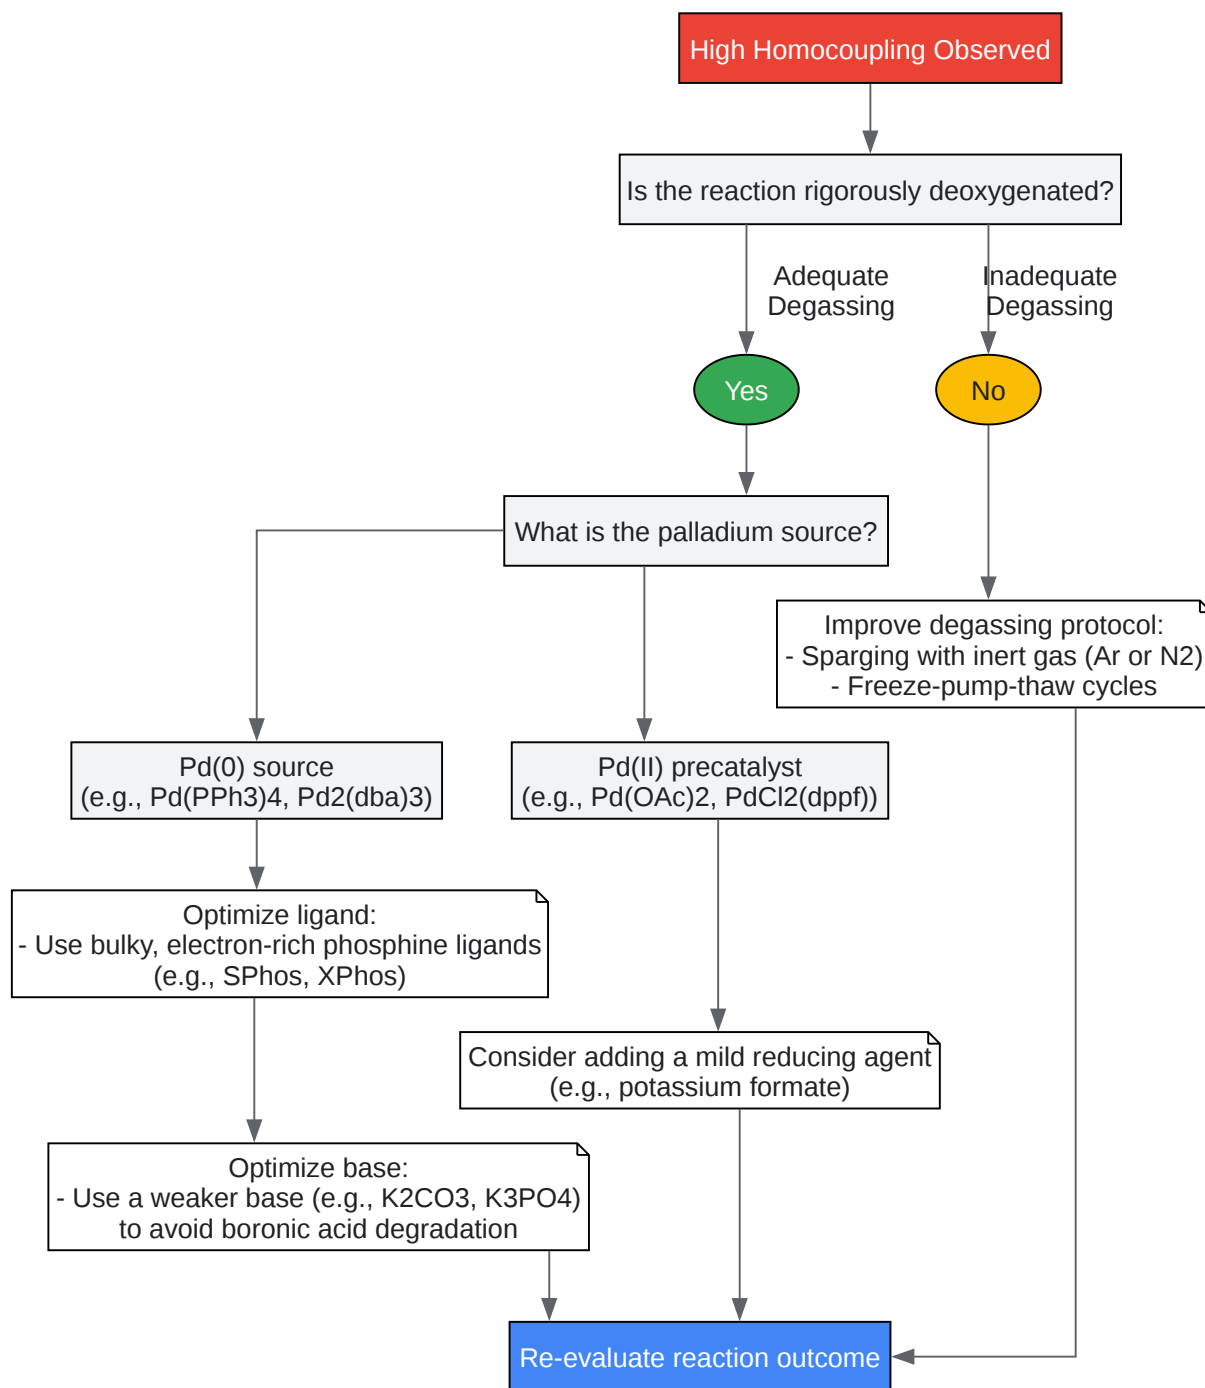 High Homocoupling Observed
Is the reaction rigorously deoxygenated?
Adequate
Degassing
Inadequate
Degassing
Yes
No
What is the palladium source?
Improve degassing protocol:
- Sparging with inert gas (Ar or N2)
- Freeze-pump-thaw cycles
Pd(0) source
(e.g., Pd(PPh3)4, Pd2(dba)3)
Pd(II) precatalyst
(e.g., Pd(OAc)2, PdCl2(dppf))
Optimize ligand:
- Use bulky, electron-rich phosphine ligands
(e.g., SPhos, XPhos)
Consider adding a mild reducing agent
(e.g., potassium formate)
Optimize base:
- Use a weaker base (e.g., K2CO3, K3PO4)
to avoid boronic acid degradation
Re-evaluate reaction outcome